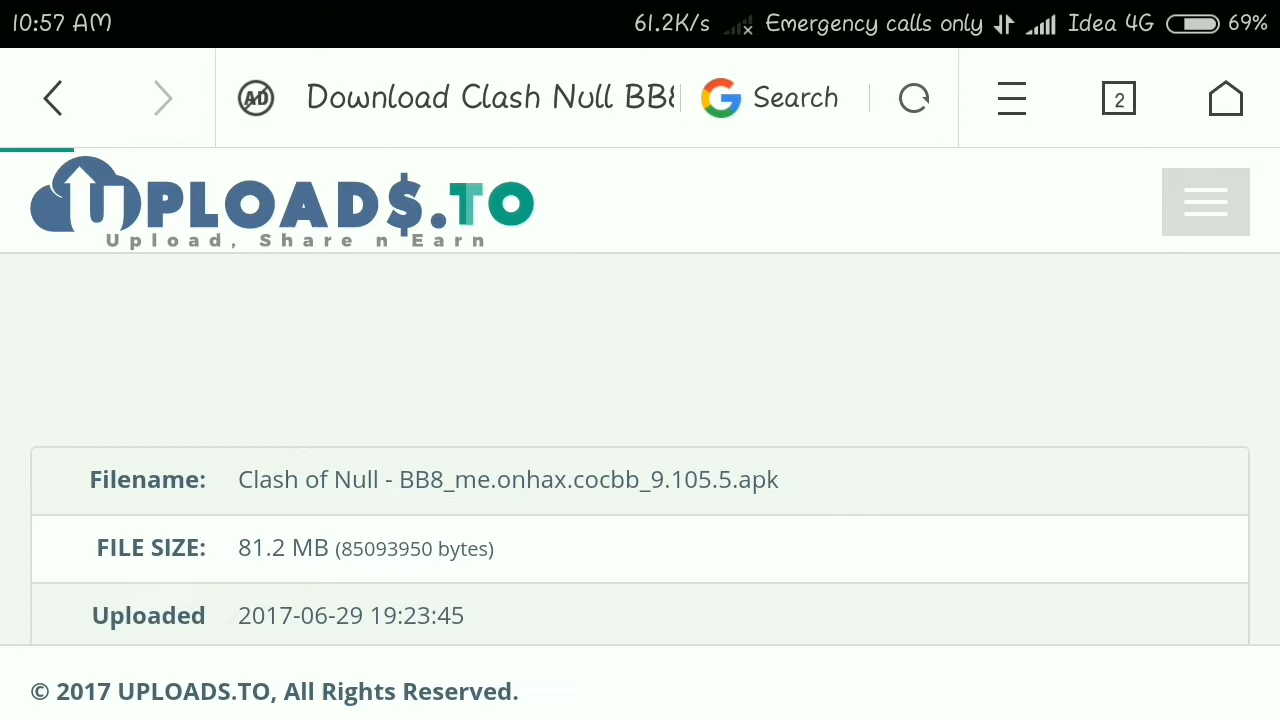 10:57 AM 61.2K/s Emergency calls only Idea 4G 69%
AD Download Clash Null BB8 Search 2
UPLOAD$.TO
Upload, Share n Earn
Filename: Clash of Null - BB8_me.onhax.cocbb_9.105.5.apk
FILE SIZE: 81.2 MB (85093950 bytes)
Uploaded 2017-06-29 19:23:45
© 2017 UPLOADS.TO, All Rights Reserved.